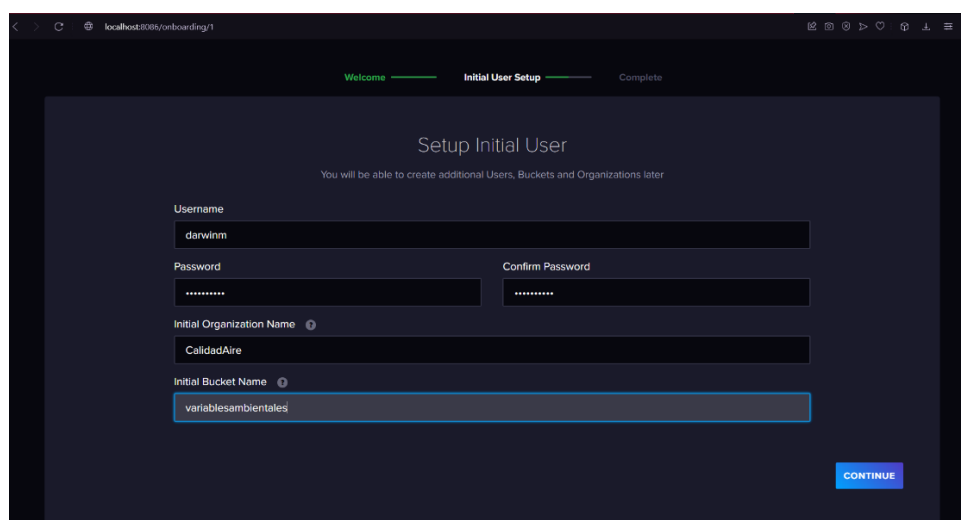 localhost:8086/onboarding/1
Welcome Initial User Setup Complete
Setup Initial User
You will be able to create additional Users, Buckets and Organizations later
Username
darwinm
Password Confirm Password
•••••••••• ••••••••••
Initial Organization Name ?
CalidadAire
Initial Bucket Name ?
variablesambientales
CONTINUE